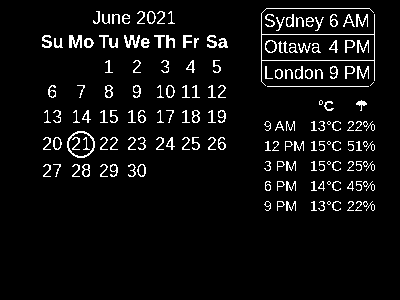 June 2021
Su Mo Tu We Th Fr Sa
1 2 3 4 5
6 7 8 9 10 11 12
13 14 15 16 17 18 19
20 21 22 23 24 25 26
27 28 29 30
Sydney 6 AM
Ottawa 4 PM
London 9 PM
°C ☂
9 AM 13°C 22%
12 PM 15°C 51%
3 PM 15°C 25%
6 PM 14°C 45%
9 PM 13°C 22%